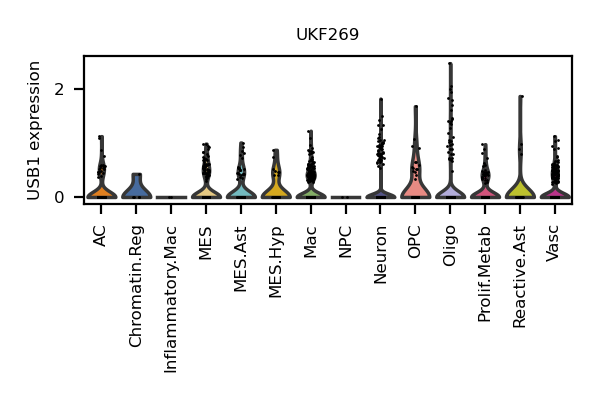 UKF269
USB1 expression
2
0
AC
Chromatin.Reg
Inflammatory.Mac
MES
MES.Ast
MES.Hyp
Mac
NPC
Neuron
OPC
Oligo
Prolif.Metab
Reactive.Ast
Vasc